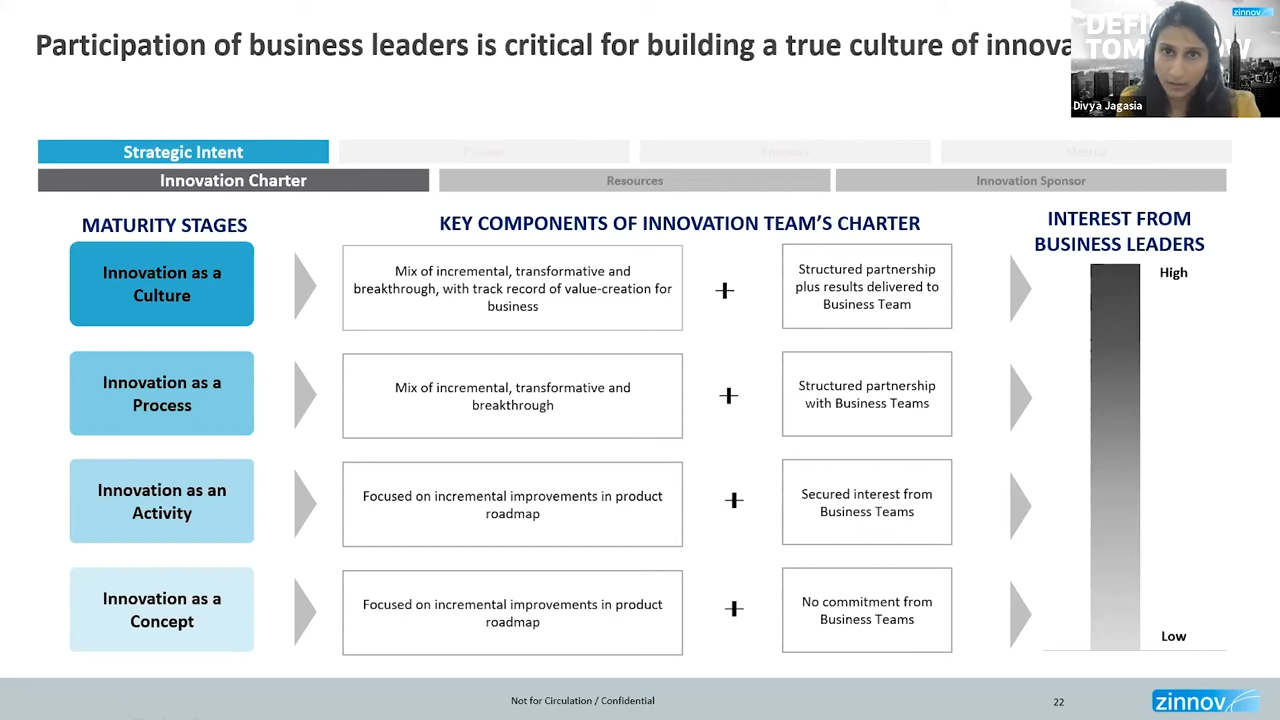 Participation of business leaders is critical for building a true culture of innova
zinnov
DEFI
TOM W
Divya Jagasia
Strategic Intent
Metrics
Innovation Charter
Resources
Innovation Sponsor
MATURITY STAGES
KEY COMPONENTS OF INNOVATION TEAM'S CHARTER
INTEREST FROM
BUSINESS LEADERS
Innovation as a
Culture
Mix of incremental, transformative and
breakthrough, with track record of value-creation for
business
+
Structured partnership
plus results delivered to
Business Team
High
Innovation as a
Process
Mix of incremental, transformative and
breakthrough
+
Structured partnership
with Business Teams
Innovation as an
Activity
Focused on incremental improvements in product
roadmap
+
Secured interest from
Business Teams
Innovation as a
Concept
Focused on incremental improvements in product
roadmap
+
No commitment from
Business Teams
Low
Not for Circulation / Confidential
22
zinnov